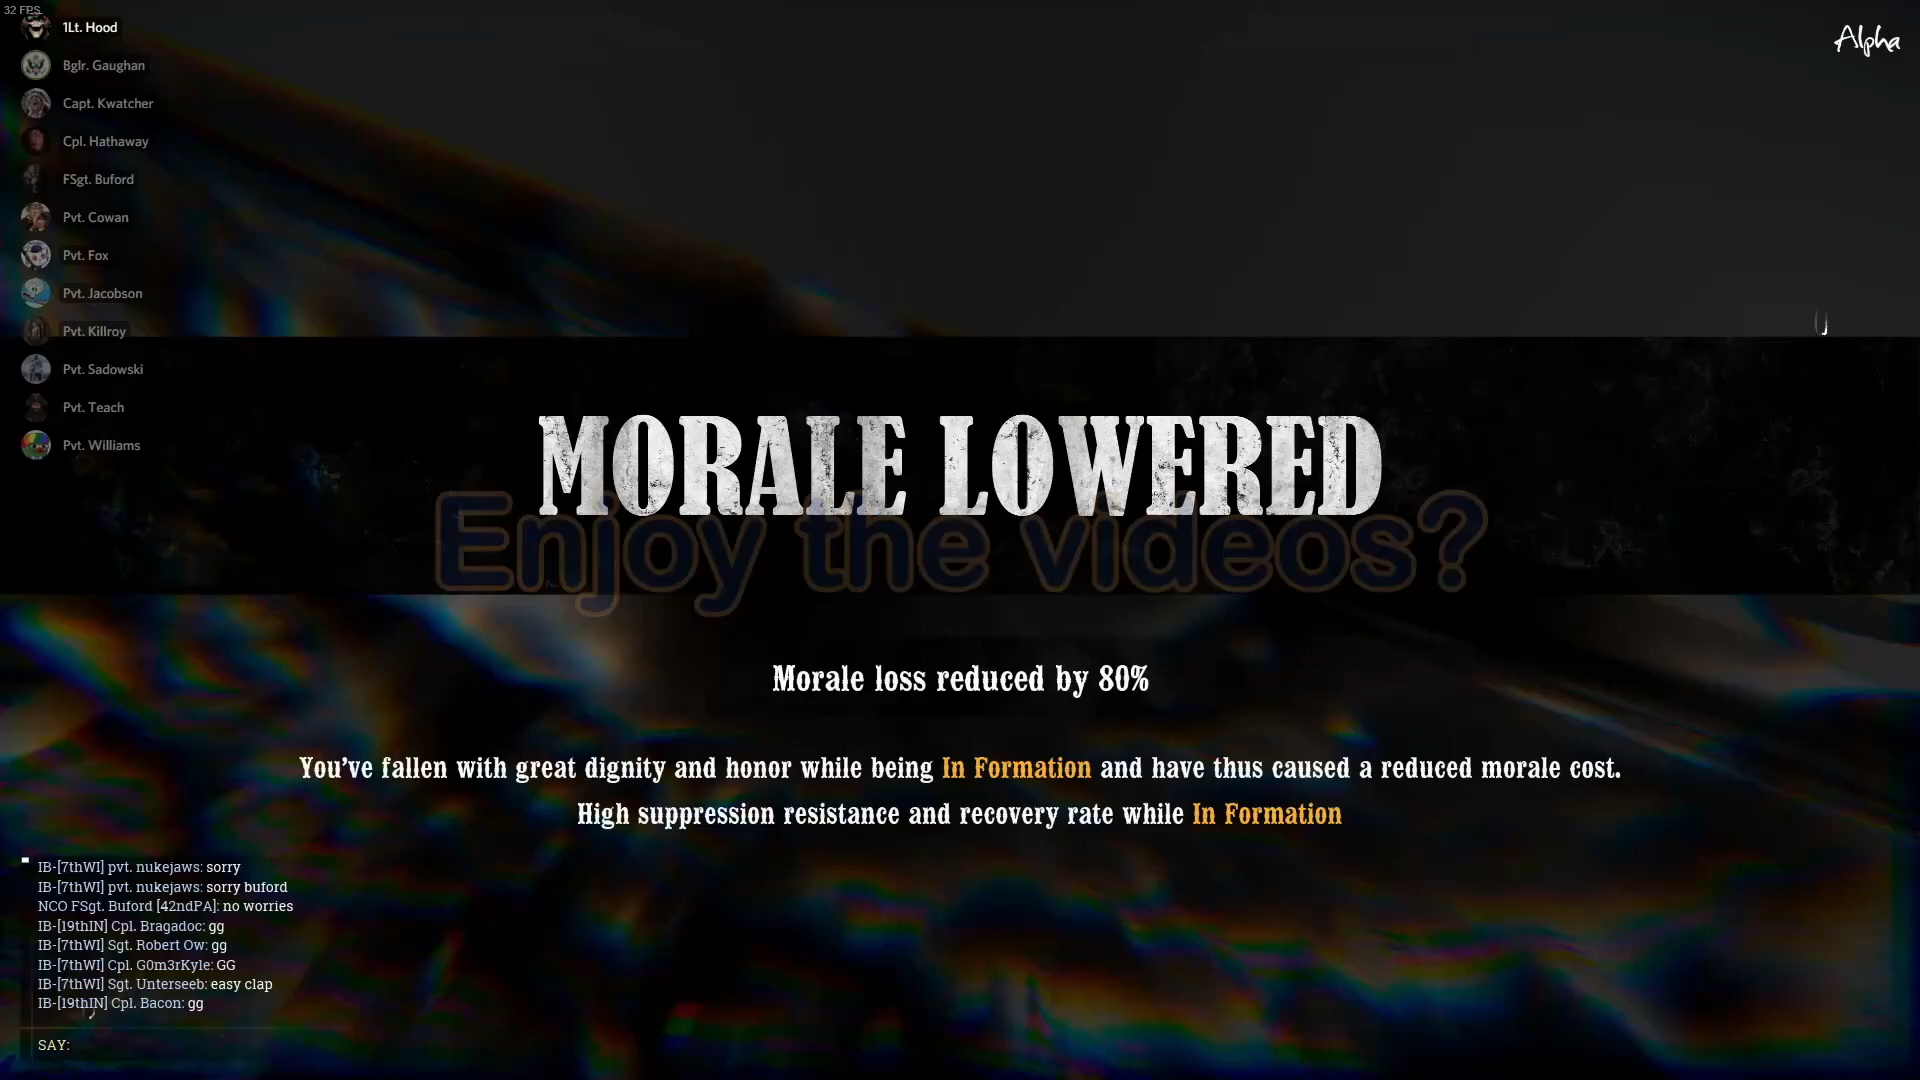 32 FPS
1Lt. Hood
Alpha
Bglr. Gaughan
Capt. Kwatcher
Cpl. Hathaway
FSgt. Buford
Pvt. Cowan
Pvt. Fox
Pvt. Jacobson
Pvt. Killroy
Pvt. Sadowski
Pvt. Teach
Pvt. Williams
MORALE LOWERED
Enjoy the videos?
Morale loss reduced by 80%
You've fallen with great dignity and honor while being In Formation and have thus caused a reduced morale cost.
High suppression resistance and recovery rate while In Formation
IB-[7thWI] pvt. nukejaws: sorry
IB-[7thWI] pvt. nukejaws: sorry buford
NCO FSgt. Buford [42ndPA]: no worries
IB-[19thIN] Cpl. Bragadoc: gg
IB-[7thWI] Sgt. Robert Ow: gg
IB-[7thWI] Cpl. G0m3rKyle: GG
IB-[7thWI] Sgt. Unterseeb: easy clap
IB-[19thIN] Cpl. Bacon: gg
SAY: